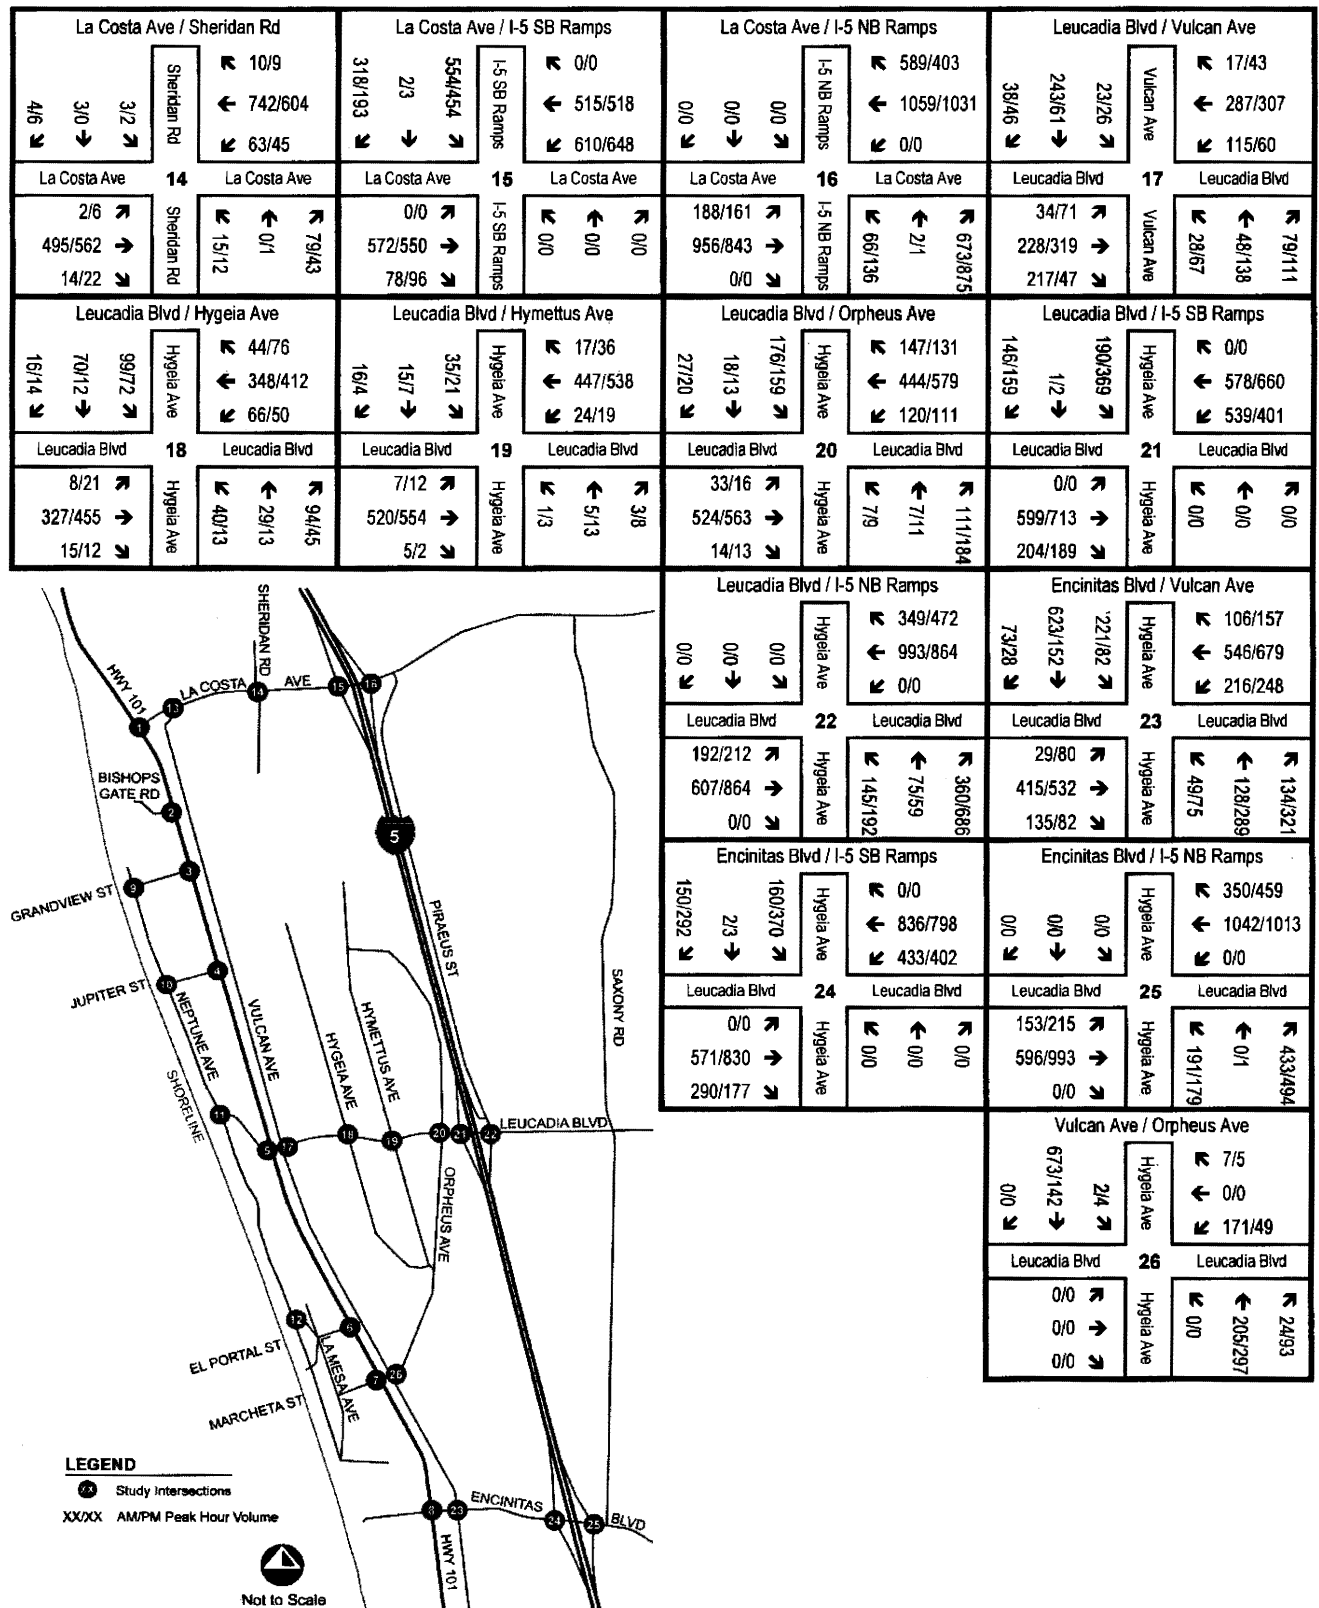 La Costa Ave / Sheridan Rd
4/6
3/0
3/2
Sheridan Rd
10/9
742/604
63/45
La Costa Ave
14
La Costa Ave
2/6
495/562
14/22
Sheridan Rd
15/12
0/1
79/43
La Costa Ave / I-5 SB Ramps
318/193
2/3
554/454
I-5 SB Ramps
0/0
515/518
610/648
La Costa Ave
15
La Costa Ave
0/0
572/550
78/96
I-5 SB Ramps
0/0
0/0
0/0
La Costa Ave / I-5 NB Ramps
0/0
0/0
0/0
I-5 NB Ramps
589/403
1059/1031
0/0
La Costa Ave
16
La Costa Ave
188/161
956/843
0/0
I-5 NB Ramps
66/136
2/1
673/875
Leucadia Blvd / Vulcan Ave
38/46
243/61
23/26
Vulcan Ave
17/43
287/307
115/60
Leucadia Blvd
17
Leucadia Blvd
34/71
228/319
217/47
Vulcan Ave
28/67
48/138
79/111
Leucadia Blvd / Hygeia Ave
16/14
70/12
99/72
Hygeia Ave
44/76
348/412
66/50
Leucadia Blvd
18
Leucadia Blvd
8/21
327/455
15/12
Hygeia Ave
40/13
29/13
94/45
Leucadia Blvd / Hymettus Ave
16/4
15/7
35/21
Hygeia Ave
17/36
447/538
24/19
Leucadia Blvd
19
Leucadia Blvd
7/12
520/554
5/2
Hygeia Ave
1/3
5/13
3/8
Leucadia Blvd / Orpheus Ave
27/20
18/13
176/159
Hygeia Ave
147/131
444/579
120/111
Leucadia Blvd
20
Leucadia Blvd
33/16
524/563
14/13
Hygeia Ave
7/9
7/11
111/184
Leucadia Blvd / I-5 SB Ramps
146/159
1/2
190/369
Hygeia Ave
0/0
578/660
539/401
Leucadia Blvd
21
Leucadia Blvd
0/0
599/713
204/189
Hygeia Ave
0/0
0/0
0/0
Leucadia Blvd / I-5 NB Ramps
0/0
0/0
0/0
Hygeia Ave
349/472
993/864
0/0
Leucadia Blvd
22
Leucadia Blvd
192/212
607/864
0/0
Hygeia Ave
145/192
75/59
360/686
Encinitas Blvd / Vulcan Ave
73/28
623/152
221/82
Hygeia Ave
106/157
546/679
216/248
Leucadia Blvd
23
Leucadia Blvd
29/80
415/532
135/82
Hygeia Ave
49/75
128/289
134/321
Encinitas Blvd / I-5 SB Ramps
150/292
2/3
160/370
Hygeia Ave
0/0
836/798
433/402
Leucadia Blvd
24
Leucadia Blvd
0/0
571/830
290/177
Hygeia Ave
0/0
0/0
0/0
Encinitas Blvd / I-5 NB Ramps
0/0
0/0
0/0
Hygeia Ave
350/459
1042/1013
0/0
Leucadia Blvd
25
Leucadia Blvd
153/215
596/993
0/0
Hygeia Ave
191/179
0/1
433/494
Vulcan Ave / Orpheus Ave
0/0
673/142
2/4
Hygeia Ave
7/5
0/0
171/49
Leucadia Blvd
26
Leucadia Blvd
0/0
0/0
0/0
Hygeia Ave
0/0
205/297
24/93
SHERIDAN RD
HWY 101
LA COSTA
AVE
1
13
14
15
16
BISHOPS
GATE RD
2
5
3
9
GRANDVIEW ST
PIRAEUS ST
4
10
JUPITER ST
NEPTUNE AVE
VULCAN AVE
HYGEIA AVE
HYMETTUS AVE
SAXONY RD
SHORELINE
11
5
17
18
19
20
21
22
LEUCADIA BLVD
ORPHEUS AVE
12
6
EL PORTAL ST
LA MESA AVE
7
26
MARCHETA ST
LEGEND
XX
Study Intersections
XX/XX
AM/PM Peak Hour Volume
8
23
ENCINITAS
24
25
BLVD
HWY 101
Not to Scale